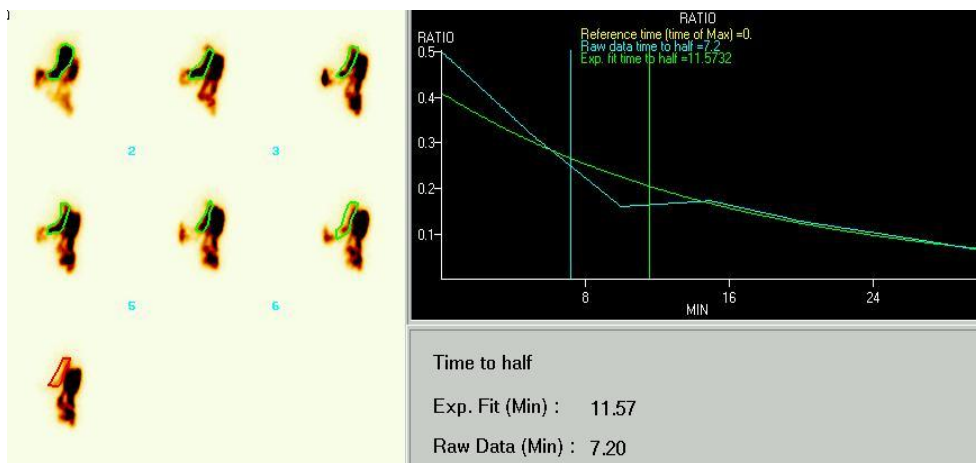 2
3
5
6
RATIO
Reference time (time of Max) =0.
Raw data time to half =7.2
Exp. fit time to half =11.5732
RATIO
0.5
0.4
0.3
0.2
0.1
8
16
24
MIN
Time to half
Exp. Fit (Min) : 11.57
Raw Data (Min) : 7.20